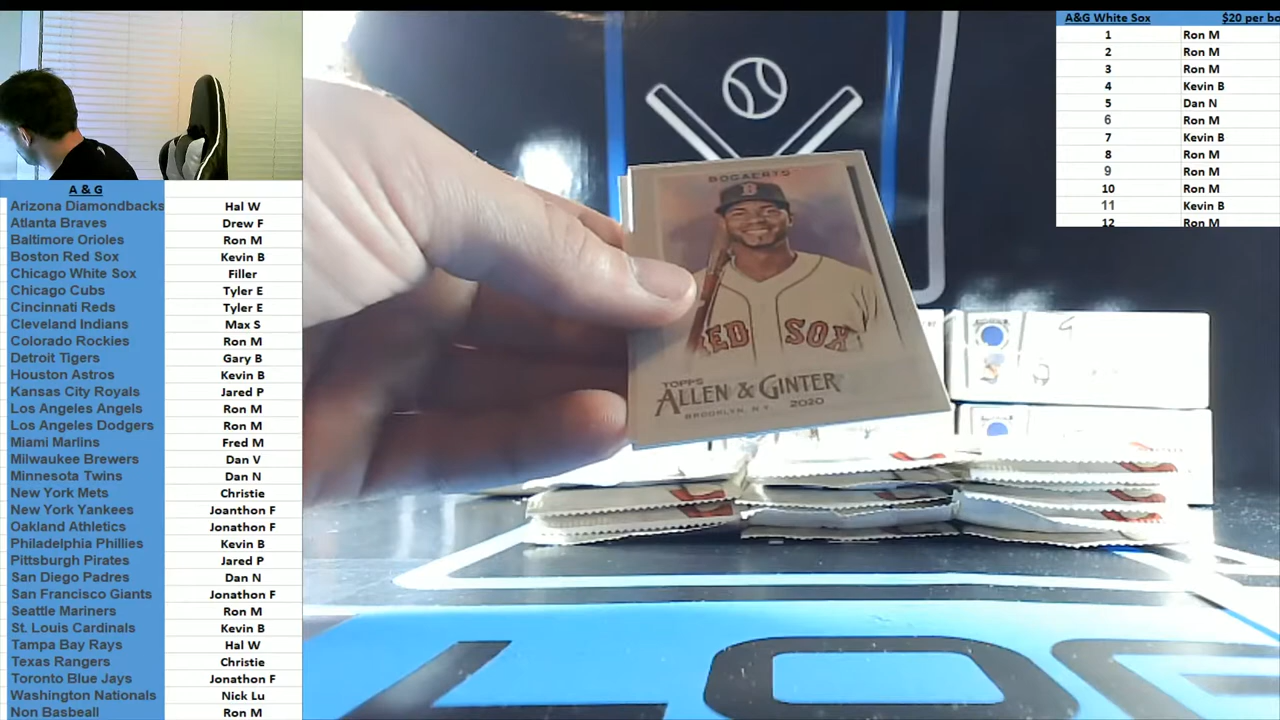 A & G
Arizona Diamondbacks Hal W
Atlanta Braves Drew F
Baltimore Orioles Ron M
Boston Red Sox Kevin B
Chicago White Sox Filler
Chicago Cubs Tyler E
Cincinnati Reds Tyler E
Cleveland Indians Max S
Colorado Rockies Ron M
Detroit Tigers Gary B
Houston Astros Kevin B
Kansas City Royals Jared P
Los Angeles Angels Ron M
Los Angeles Dodgers Ron M
Miami Marlins Fred M
Milwaukee Brewers Dan V
Minnesota Twins Dan N
New York Mets Christie
New York Yankees Joanthon F
Oakland Athletics Jonathon F
Philadelphia Phillies Kevin B
Pittsburgh Pirates Jared P
San Diego Padres Dan N
San Francisco Giants Jonathon F
Seattle Mariners Ron M
St. Louis Cardinals Kevin B
Tampa Bay Rays Hal W
Texas Rangers Christie
Toronto Blue Jays Jonathon F
Washington Nationals Nick Lu
Non Basbeall Ron M
BOGAERTS
B
RED SOX
TOPPS
ALLEN & GINTER
BROOKLYN, N.Y. 2020
A&G White Sox $20 per bo
1 Ron M
2 Ron M
3 Ron M
4 Kevin B
5 Dan N
6 Ron M
7 Kevin B
8 Ron M
9 Ron M
10 Ron M
11 Kevin B
12 Ron M